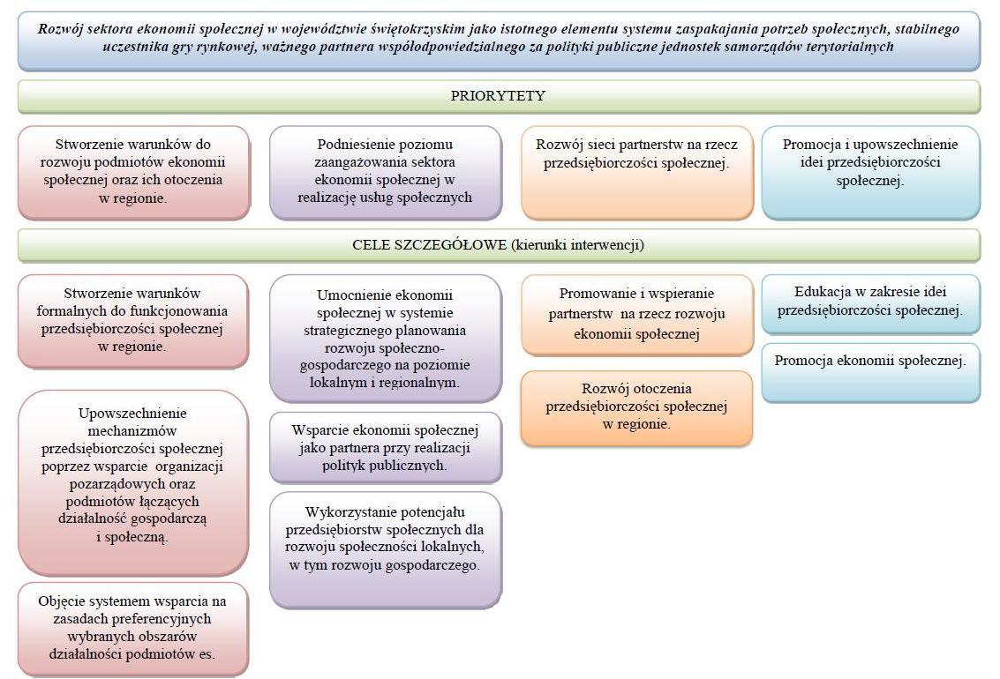 Rozwój sektora ekonomii społecznej w województwie świętokrzyskim jako istotnego elementu systemu zaspakajania potrzeb społecznych, stabilnego
uczestnika gry rynkowej, ważnego partnera współodpowiedzialnego za polityki publiczne jednostek samorządów terytorialnych
PRIORYTETY
Stworzenie warunków do
rozwoju podmiotów ekonomii
społecznej oraz ich otoczenia
w regionie.
Podniesienie poziomu
zaangażowania sektora
ekonomii społecznej w
realizację usług społecznych
Rozwój sieci partnerstw na rzecz
przedsiębiorczości społecznej.
Promocja i upowszechnienie
idei przedsiębiorczości
społecznej.
CELE SZCZEGÓŁOWE (kierunki interwencji)
Stworzenie warunków
formalnych do funkcjonowania
przedsiębiorczości społecznej
w regionie.
Upowszechnienie
mechanizmów
przedsiębiorczości społecznej
poprzez wsparcie organizacji
pozarządowych oraz
podmiotów łączących
działalność gospodarczą
i społeczną.
Objęcie systemem wsparcia na
zasadach preferencyjnych
wybranych obszarów
działalności podmiotów es.
Umocnienie ekonomii
społecznej w systemie
strategicznego planowania
rozwoju społeczno-
gospodarczego na poziomie
lokalnym i regionalnym.
Wsparcie ekonomii społecznej
jako partnera przy realizacji
polityk publicznych.
Wykorzystanie potencjału
przedsiębiorstw społecznych dla
rozwoju społeczności lokalnych,
w tym rozwoju gospodarczego.
Promowanie i wspieranie
partnerstw na rzecz rozwoju
ekonomii społecznej
Rozwój otoczenia
przedsiębiorczości społecznej
w regionie.
Edukacja w zakresie idei
przedsiębiorczości społecznej.
Promocja ekonomii społecznej.